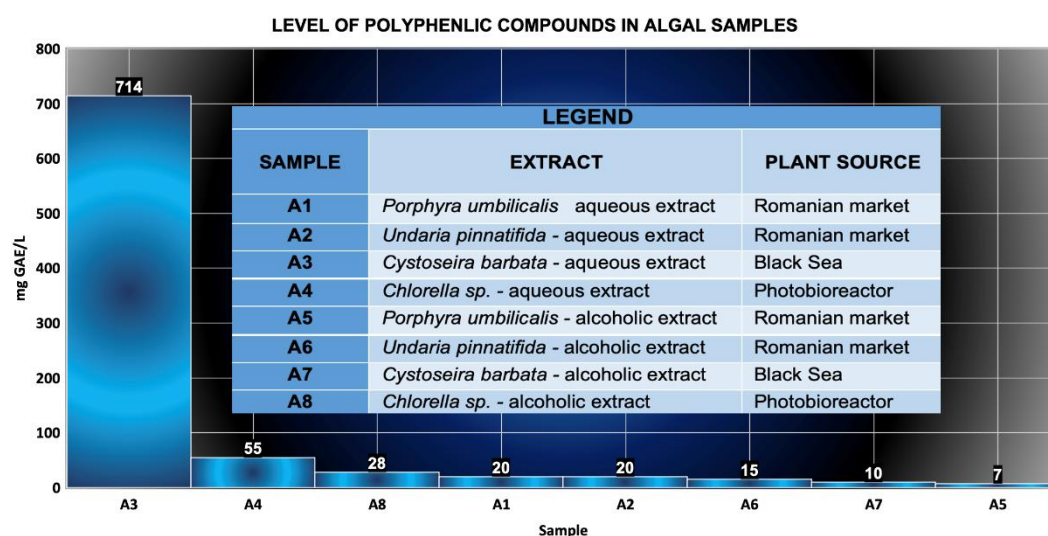 LEVEL OF POLYPHENLIC COMPOUNDS IN ALGAL SAMPLES
mg GAE/L
800
700
600
500
400
300
200
100
0
714
55
28
20
20
15
10
7
LEGEND
SAMPLE EXTRACT PLANT SOURCE
A1 Porphyra umbilicalis aqueous extract Romanian market
A2 Undaria pinnatifida - aqueous extract Romanian market
A3 Cystoseira barbata - aqueous extract Black Sea
A4 Chlorella sp. - aqueous extract Photobioreactor
A5 Porphyra umbilicalis - alcoholic extract Romanian market
A6 Undaria pinnatifida - alcoholic extract Romanian market
A7 Cystoseira barbata - alcoholic extract Black Sea
A8 Chlorella sp. - alcoholic extract Photobioreactor
A3 A4 A8 A1 A2 A6 A7 A5
Sample